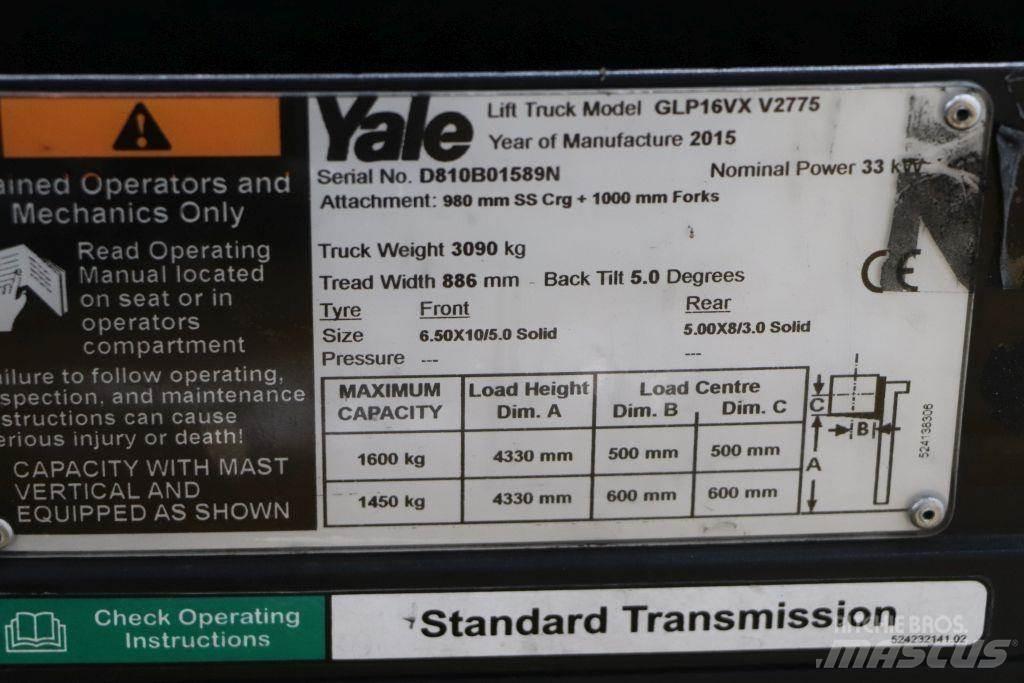 Yale
Lift Truck Model GLP16VX V2775
Year of Manufacture 2015
Serial No. D810B01589N
Nominal Power 33 kW
Attachment: 980 mm SS Crg + 1000 mm Forks
Truck Weight 3090 kg
Tread Width 886 mm Back Tilt 5.0 Degrees
Tyre Front Rear
Size 6.50X10/5.0 Solid 5.00X8/3.0 Solid
Pressure --- ---
MAXIMUM CAPACITY Load Height Dim. A Load Centre Dim. B Dim. C
1600 kg 4330 mm 500 mm 500 mm
1450 kg 4330 mm 600 mm 600 mm
C
B
A
524138306
CE
ained Operators and
Mechanics Only
Read Operating
Manual located
on seat or in
operators
compartment
ailure to follow operating,
spection, and maintenance
structions can cause
erious injury or death!
CAPACITY WITH MAST
VERTICAL AND
EQUIPPED AS SHOWN
Check Operating
Instructions
Standard Transmission
524232141 02
RITCHIE BROS.
MASCUS